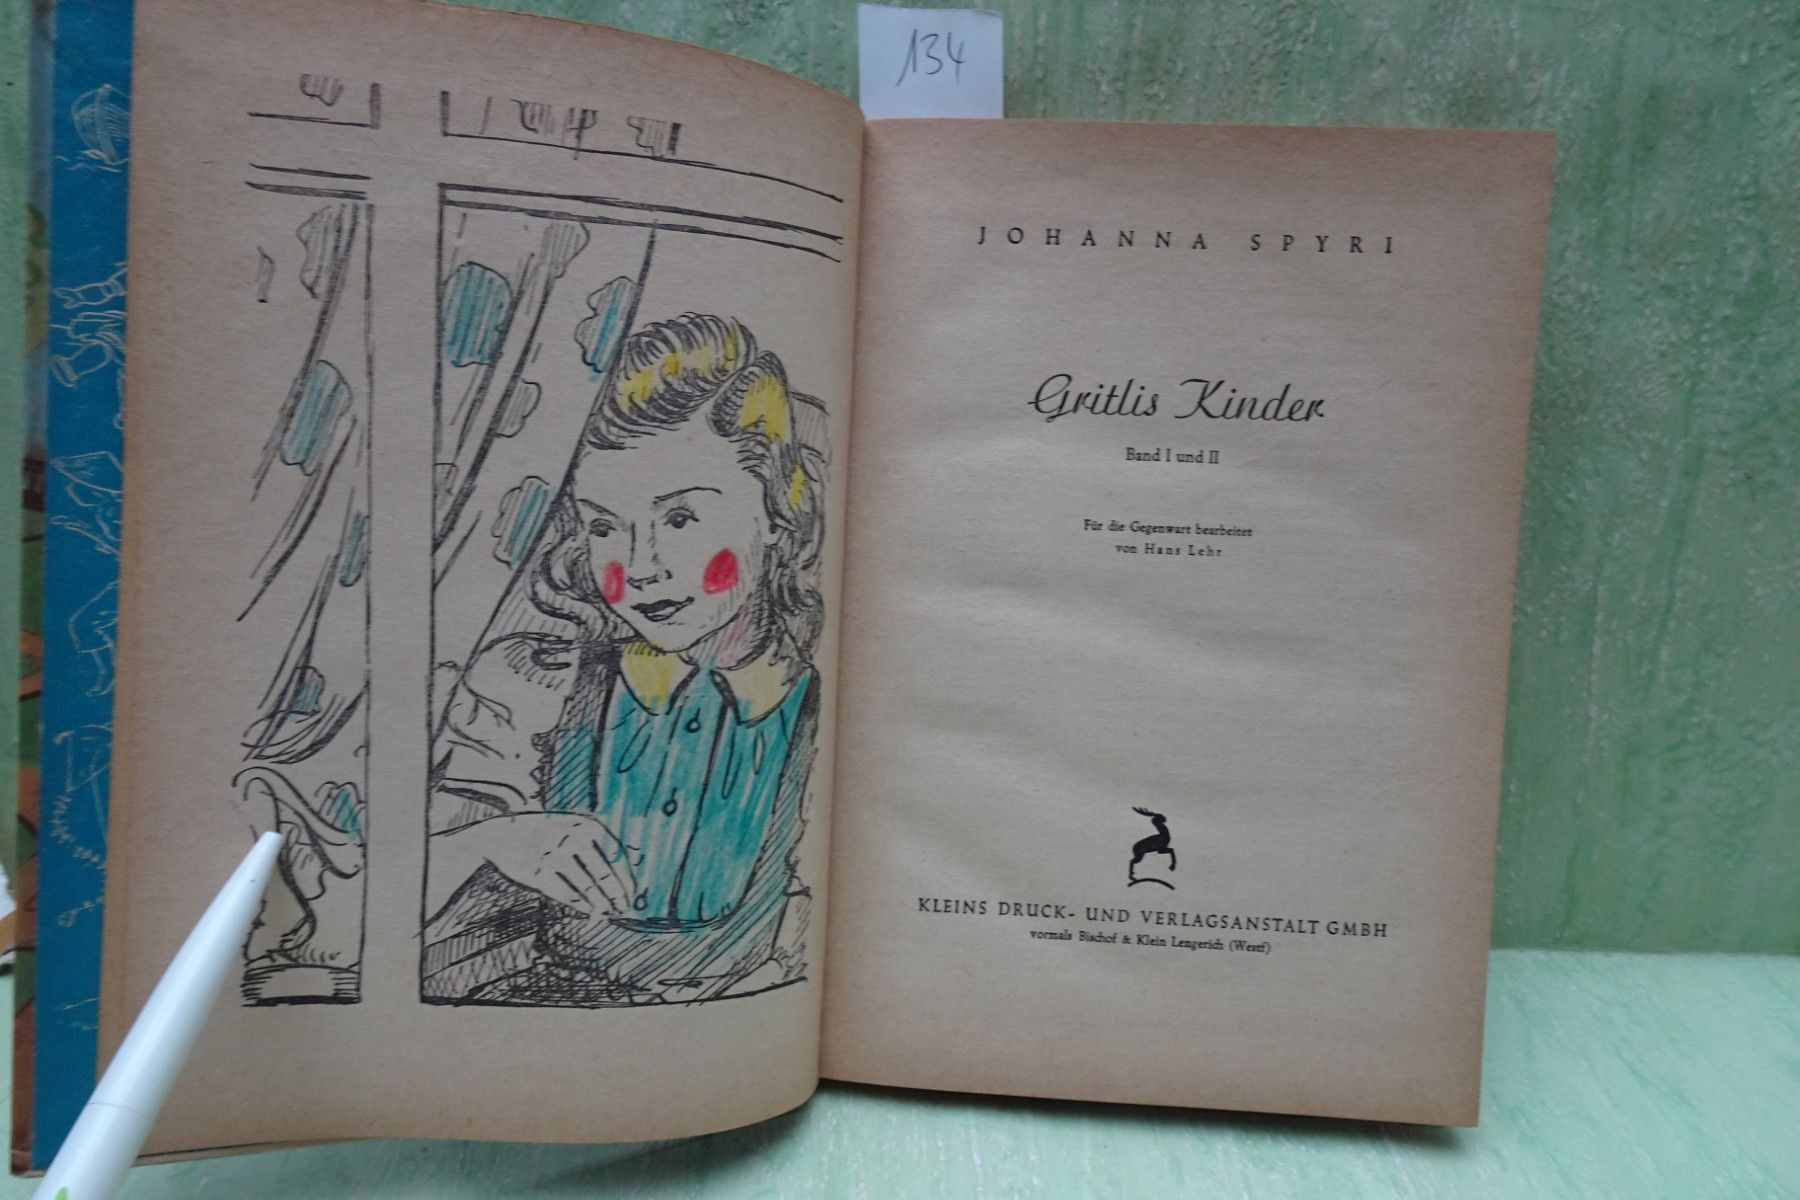 134
JOHANNA SPYRI
Gritlis Kinder
Band I und II
Für die Gegenwart bearbeitet
von Hans Lehr
KLEINS DRUCK- UND VERLAGSANSTALT GMBH
vormals Bischof & Klein Lengerich (Westf)